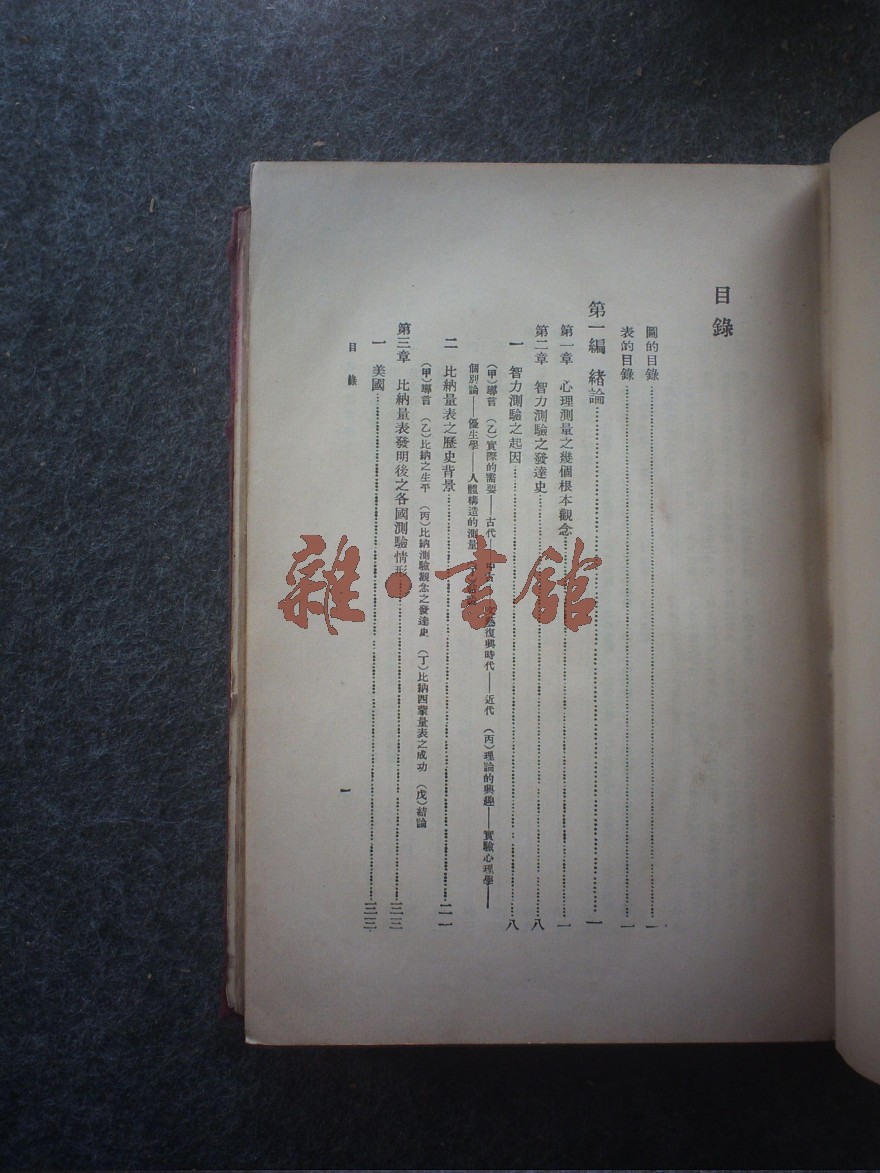 目錄
圖的目錄……一
表的目錄……一
第一編 緒論……一
第一章 心理測量之幾個根本觀念……一
第二章 智力測驗之發達史……八
一 智力測驗之起因……八
(甲)導言 (乙)實際的需要——古代——中古——文藝復興時代——近代 (丙)理論的興趣——實驗心理學——
個別論——優生學——人體構造的測量
二 比納量表之歷史背景……二一
(甲)導言 (乙)比納之生平 (丙)比納測驗觀念之發達史 (丁)比納西蒙量表之成功 (戊)結論
第三章 比納量表發明後之各國測驗情形……三三
一 美國……三三
目錄
一
雜·書館